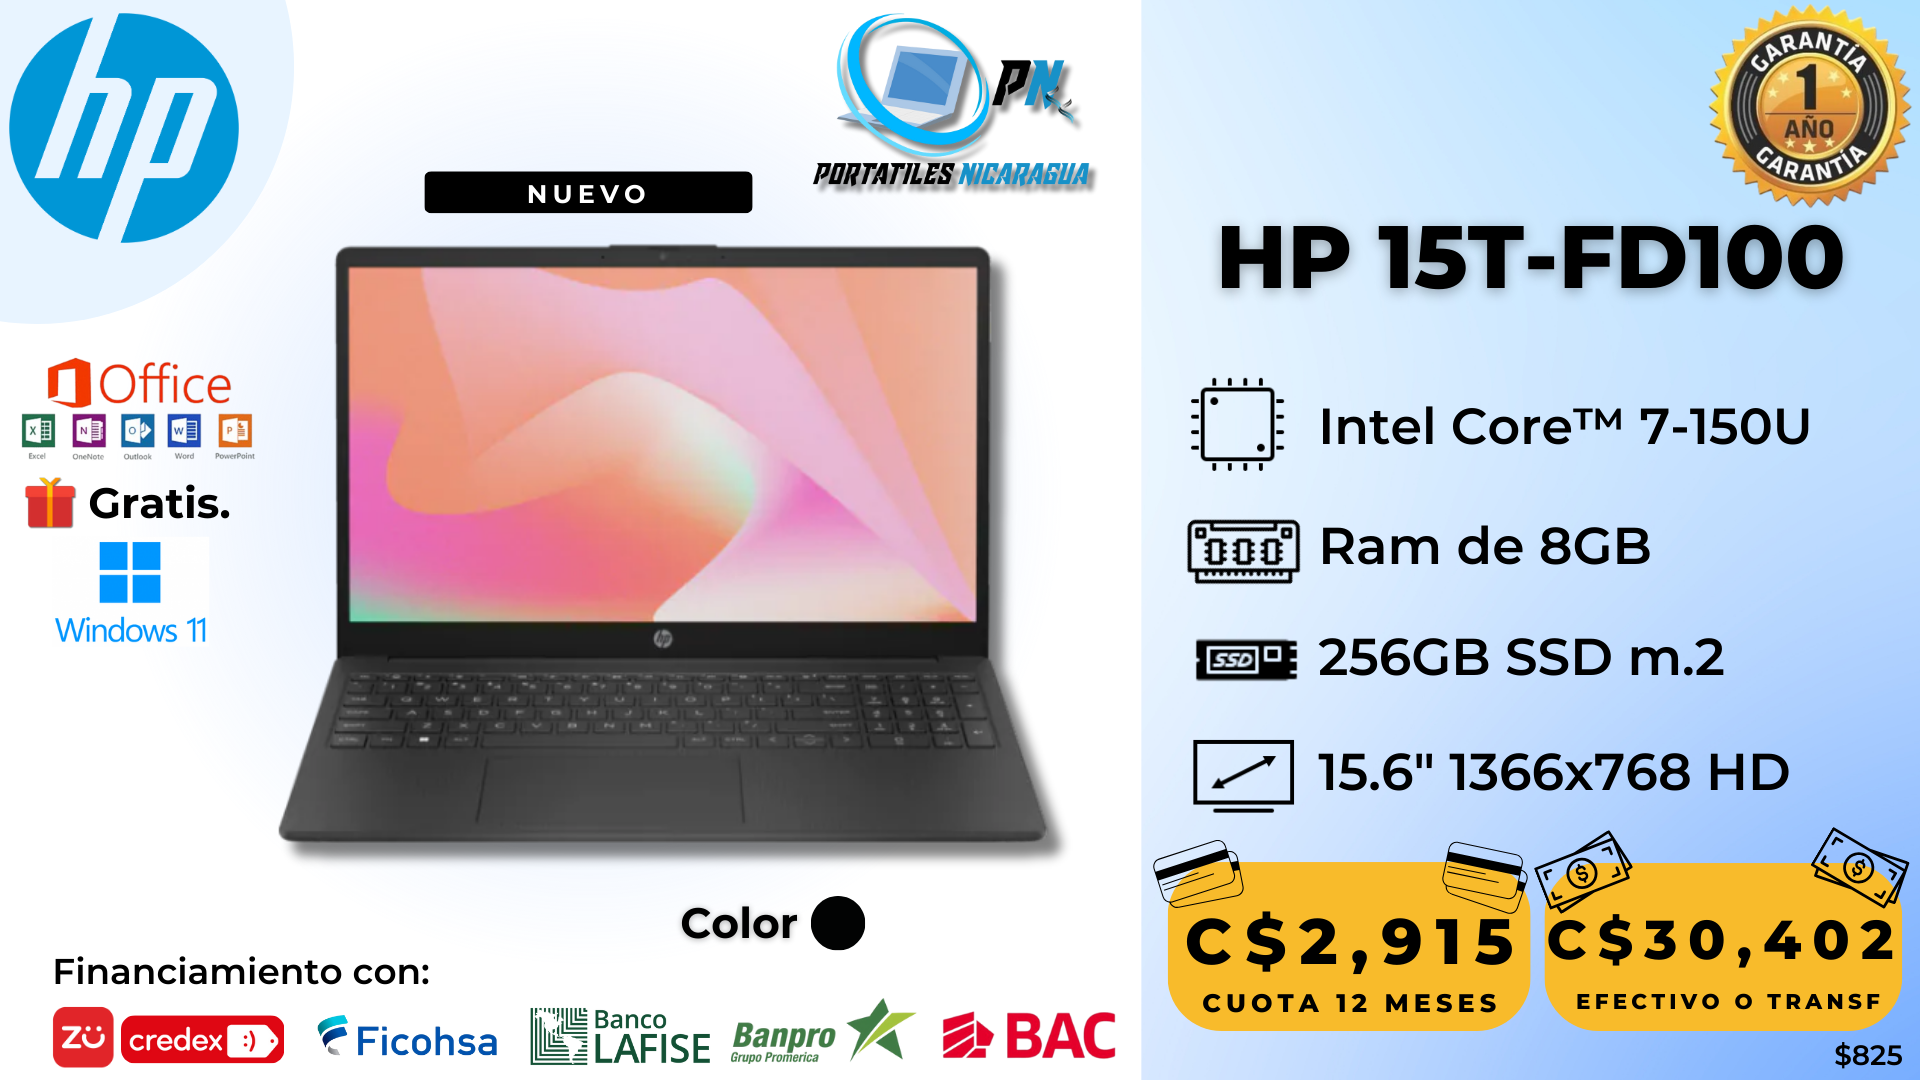 hp
PN
PORTATILES NICARAGUA
NUEVO
Office
Excel OneNote Outlook Word PowerPoint
Gratis.
Windows 11
hp
Color
Financiamiento con:
zū
credex :)
Ficohsa
Banco
LAFISE
Banpro
Grupo Promerica
BAC
GARANTÍA
1
AÑO
GARANTÍA
HP 15T-FD100
Intel Core™ 7-150U
Ram de 8GB
SSD
256GB SSD m.2
15.6" 1366x768 HD
C$2,915
CUOTA 12 MESES
C$30,402
EFECTIVO O TRANSF
$825